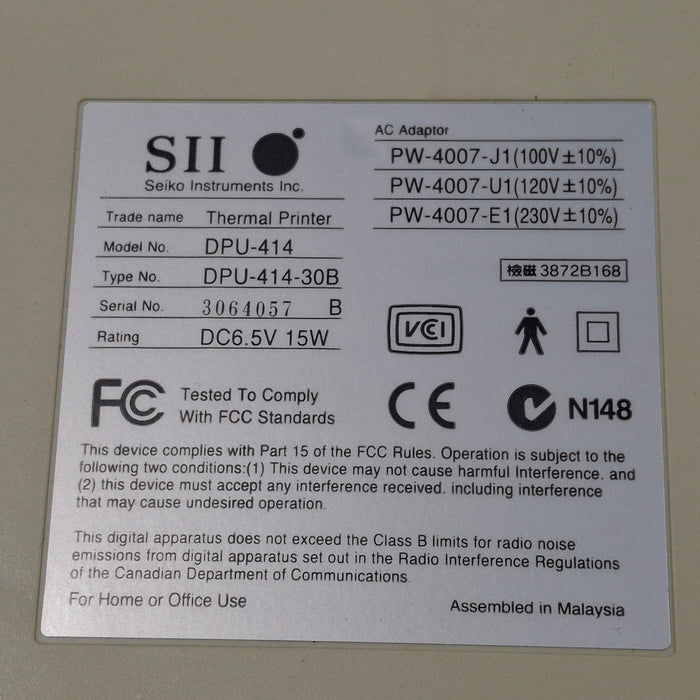 SII
Seiko Instruments Inc.
Trade name Thermal Printer
Model No. DPU-414
Type No. DPU-414-30B
Serial No. 3064057 B
Rating DC6.5V 15W
AC Adaptor
PW-4007-J1(100V±10%)
PW-4007-U1(120V±10%)
PW-4007-E1(230V±10%)
檢磁 3872B168
VCCI
FC Tested To Comply
With FCC Standards
CE
N148
This device complies with Part 15 of the FCC Rules. Operation is subject to the
following two conditions:(1) This device may not cause harmful Interference. and
(2) this device must accept any interference received. including interference
that may cause undesired operation.
This digital apparatus does not exceed the Class B limits for radio noise
emissions from digital apparatus set out in the Radio Interference Regulations
of the Canadian Department of Communications.
For Home or Office Use
Assembled in Malaysia